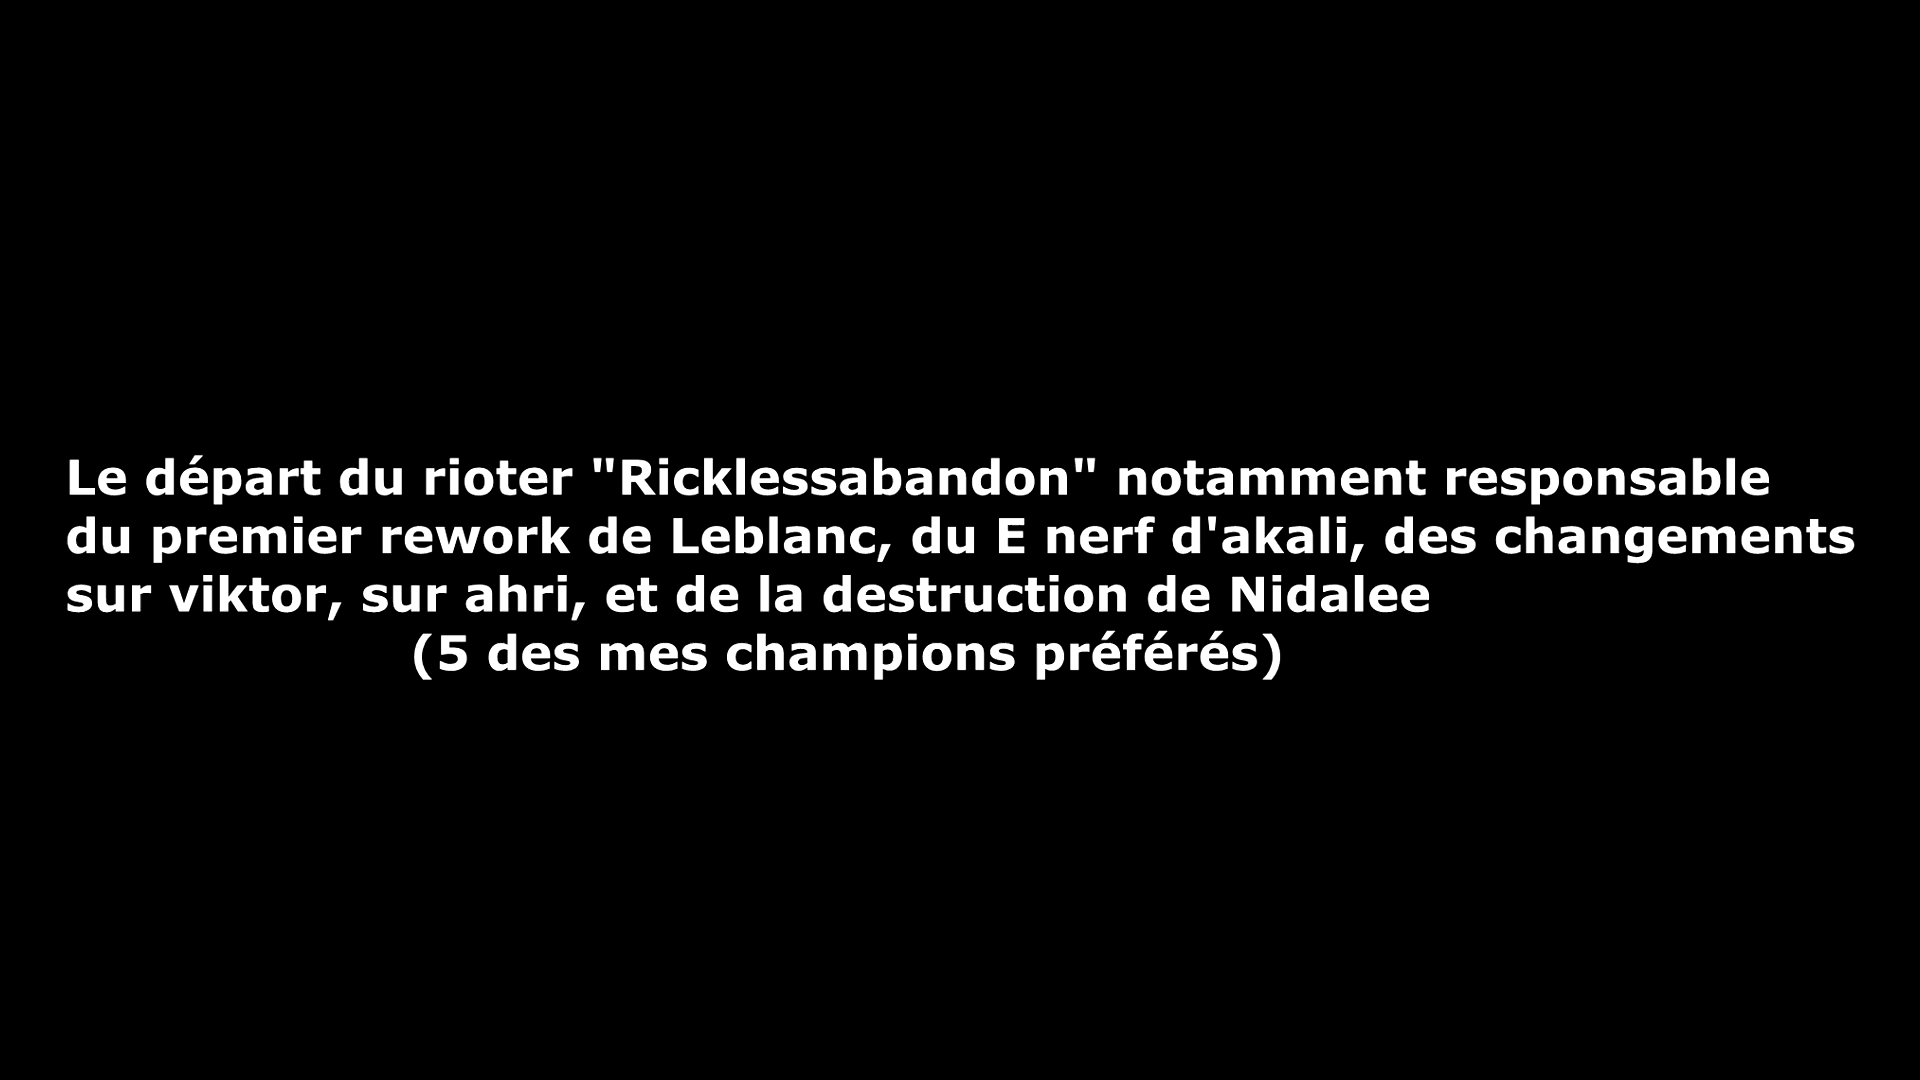 Le départ du rioter "Ricklessabandon" notamment responsable
du premier rework de Leblanc, du E nerf d'akali, des changements
sur viktor, sur ahri, et de la destruction de Nidalee
(5 des mes champions préférés)